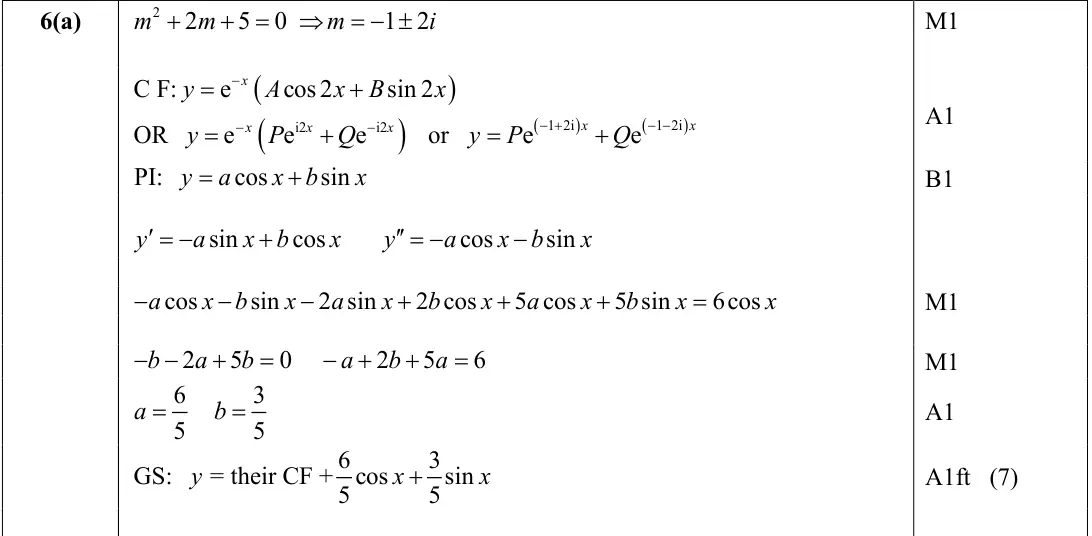 6(a) m² + 2m + 5 = 0 ⇒ m = −1 ± 2i M1
C F: y = e⁻ˣ (A cos 2x + B sin 2x)
A1
OR y = e⁻ˣ (Pe^(i2x) + Qe^(−i2x)) or y = Pe^((−1+2i)x) + Qe^((−1−2i)x)
PI: y = a cos x + b sin x B1
y′ = −a sin x + b cos x y″ = −a cos x − b sin x
−a cos x − b sin x − 2a sin x + 2b cos x + 5a cos x + 5b sin x = 6 cos x M1
−b − 2a + 5b = 0 − a + 2b + 5a = 6 M1
a = 6/5 b = 3/5 A1
GS: y = their CF + 6/5 cos x + 3/5 sin x A1ft (7)